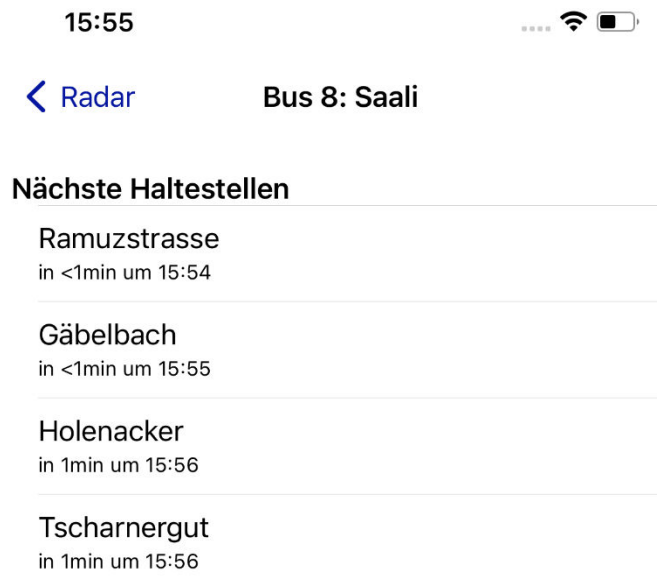 15:55
Radar
Bus 8: Saali
Nächste Haltestellen
Ramuzstrasse
in <1min um 15:54
Gäbelbach
in <1min um 15:55
Holenacker
in 1min um 15:56
Tscharnergut
in 1min um 15:56